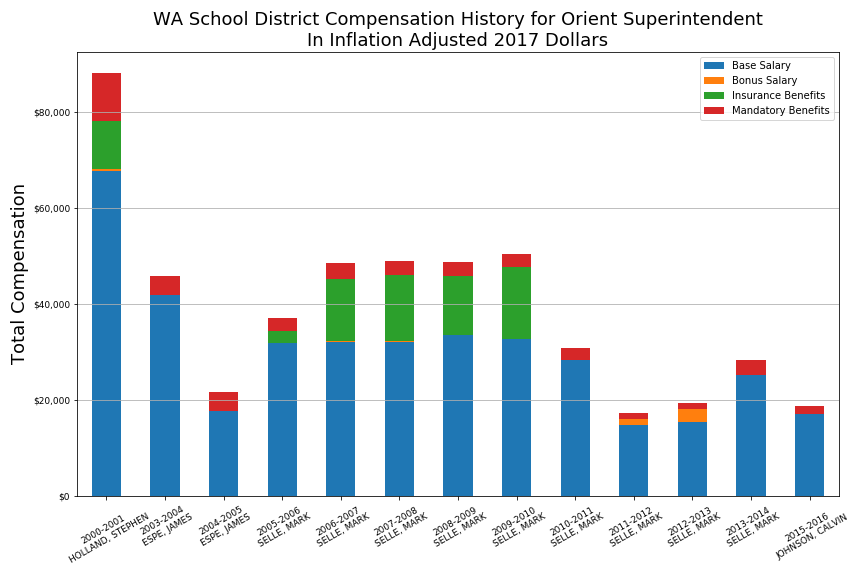 WA School District Compensation History for Orient Superintendent
In Inflation Adjusted 2017 Dollars
Base Salary
Bonus Salary
Insurance Benefits
Mandatory Benefits
Total Compensation
$80,000
$60,000
$40,000
$20,000
$0
2000-2001
HOLLAND, STEPHEN
2003-2004
ESPE, JAMES
2004-2005
ESPE, JAMES
2005-2006
SELLE, MARK
2006-2007
SELLE, MARK
2007-2008
SELLE, MARK
2008-2009
SELLE, MARK
2009-2010
SELLE, MARK
2010-2011
SELLE, MARK
2011-2012
SELLE, MARK
2012-2013
SELLE, MARK
2013-2014
SELLE, MARK
2015-2016
JOHNSON, CALVIN